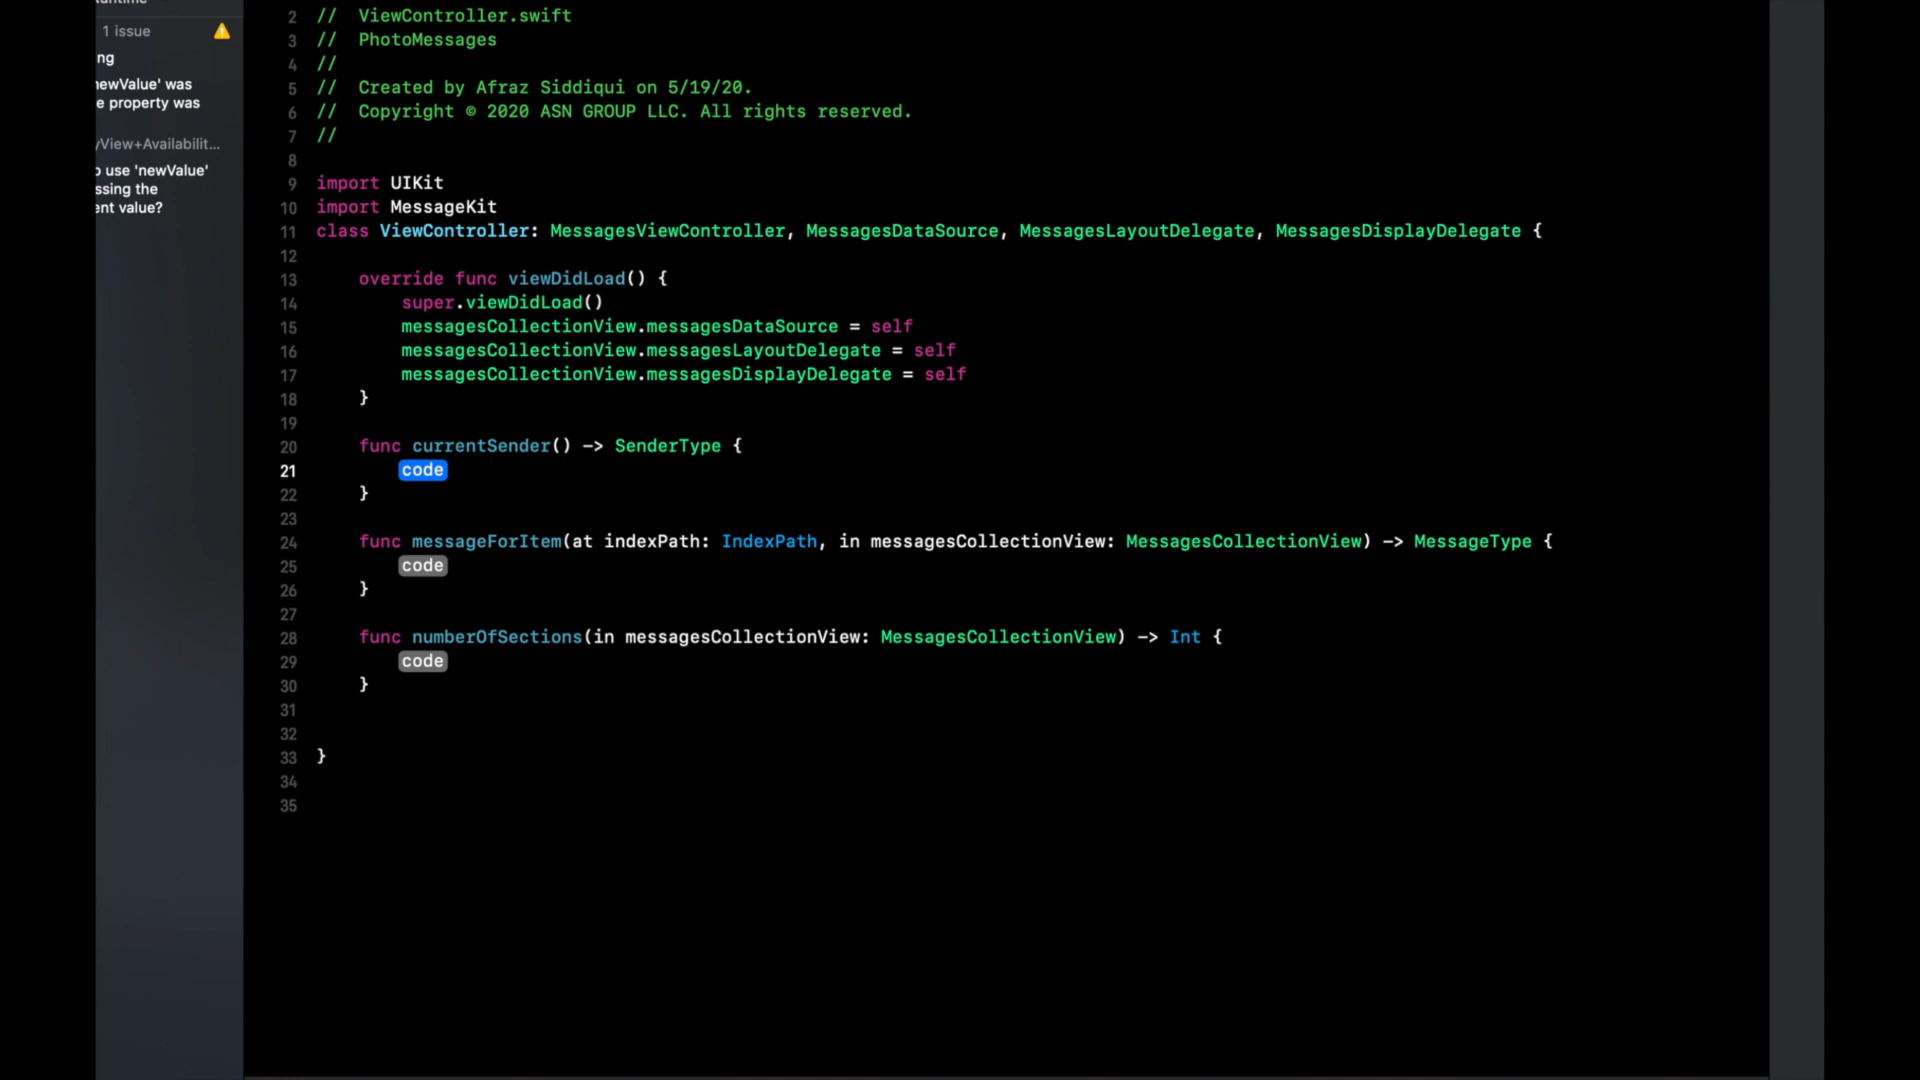 1 issue
ng
newValue' was
e property was
yView+Availabilit...
o use 'newValue'
ssing the
ent value?
2 // ViewController.swift
3 // PhotoMessages
4 //
5 // Created by Afraz Siddiqui on 5/19/20.
6 // Copyright © 2020 ASN GROUP LLC. All rights reserved.
7 //
8
9 import UIKit
10 import MessageKit
11 class ViewController: MessagesViewController, MessagesDataSource, MessagesLayoutDelegate, MessagesDisplayDelegate {
12
13 override func viewDidLoad() {
14 super.viewDidLoad()
15 messagesCollectionView.messagesDataSource = self
16 messagesCollectionView.messagesLayoutDelegate = self
17 messagesCollectionView.messagesDisplayDelegate = self
18 }
19
20 func currentSender() -> SenderType {
21 code
22 }
23
24 func messageForItem(at indexPath: IndexPath, in messagesCollectionView: MessagesCollectionView) -> MessageType {
25 code
26 }
27
28 func numberOfSections(in messagesCollectionView: MessagesCollectionView) -> Int {
29 code
30 }
31
32
33 }
34
35